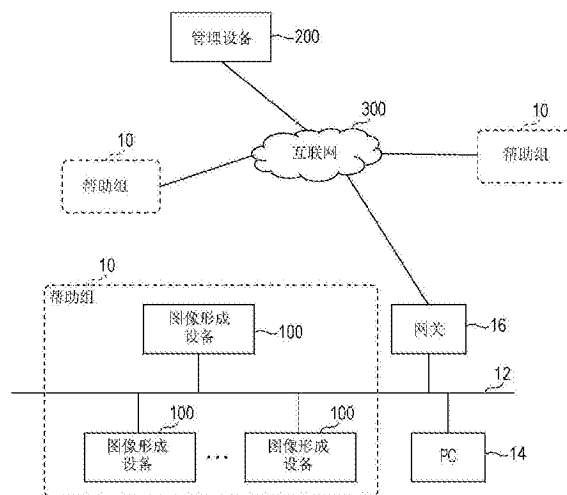 管理设备
200
300
互联网
10
帮助组
10
帮助组
10
帮助组
图像形成
设备
100
网关
16
12
100
图像形成
设备
...
100
图像形成
设备
PC
14